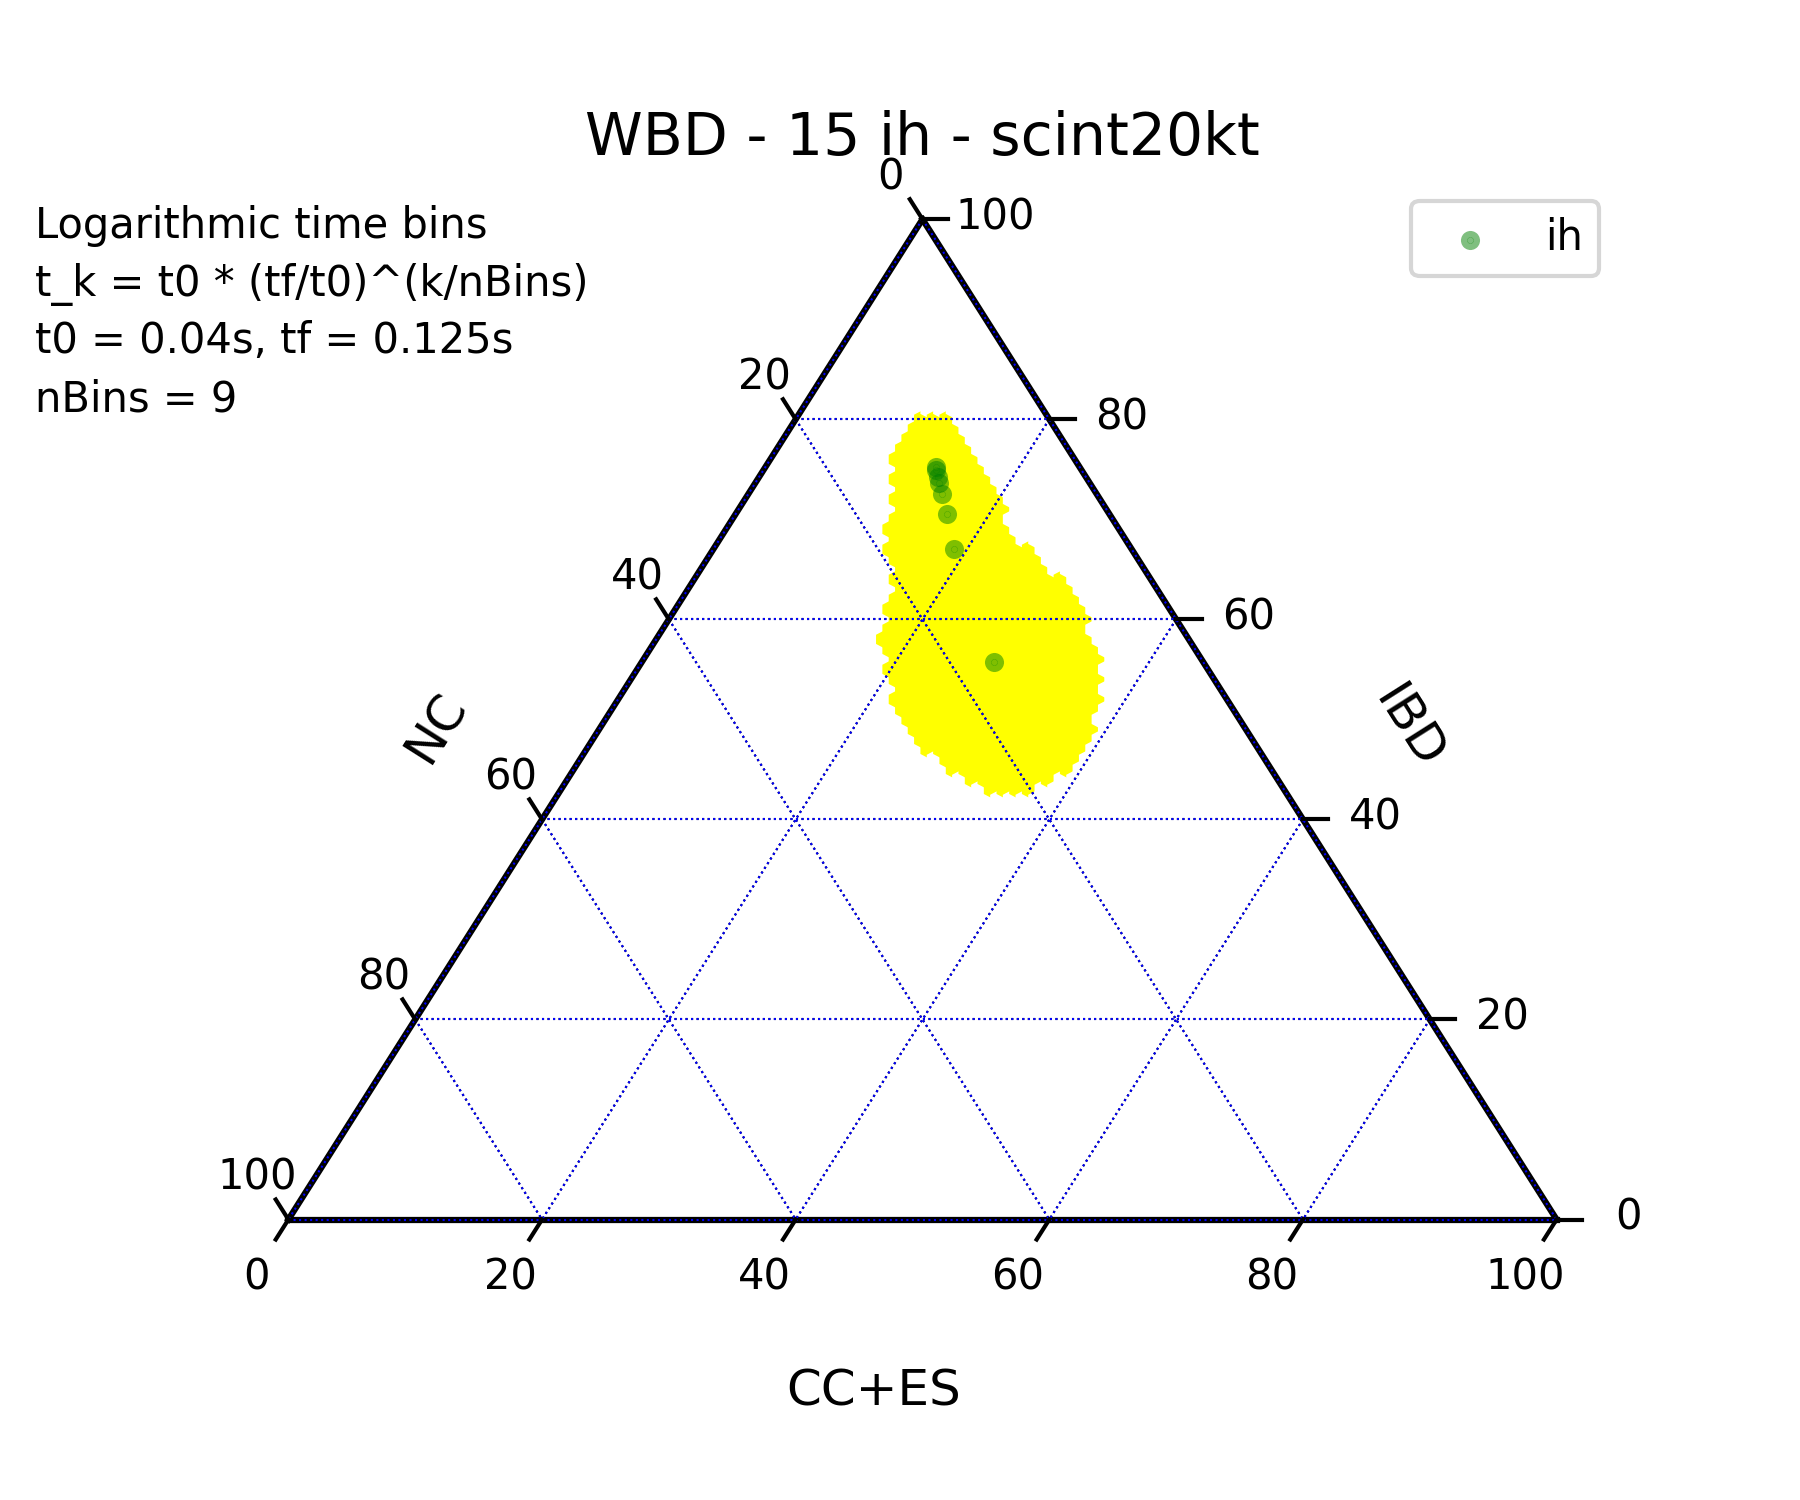 WBD - 15 ih - scint20kt
Logarithmic time bins
t_k = t0 * (tf/t0)^(k/nBins)
t0 = 0.04s, tf = 0.125s
nBins = 9
ih
0
100
20
80
40
60
NC
IBD
60
40
80
20
100
0
0
20
40
60
80
100
CC+ES